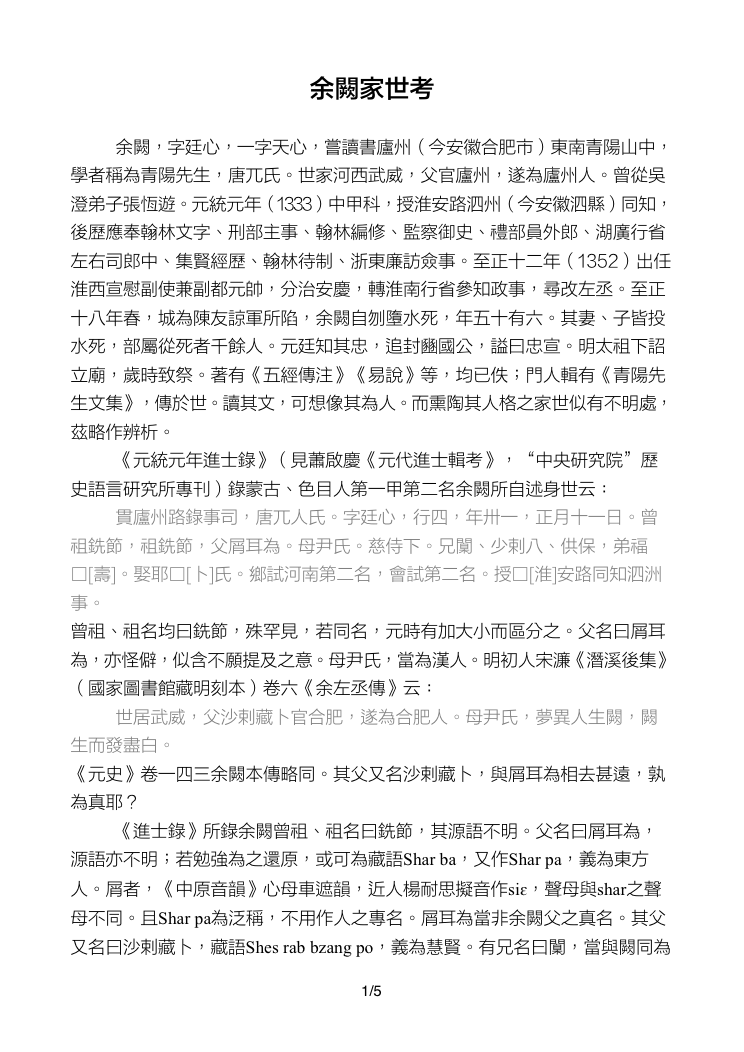 余闕家世考
余闕，字廷心，一字天心，嘗讀書廬州（今安徽合肥市）東南青陽山中，
學者稱為青陽先生，唐兀氏。世家河西武威，父官廬州，遂為廬州人。曾從吳
澄弟子張恆遊。元統元年（1333）中甲科，授淮安路泗州（今安徽泗縣）同知，
後歷應奉翰林文字、刑部主事、翰林編修、監察御史、禮部員外郎、湖廣行省
左右司郎中、集賢經歷、翰林待制、浙東廉訪僉事。至正十二年（1352）出任
淮西宣慰副使兼副都元帥，分治安慶，轉淮南行省參知政事，尋改左丞。至正
十八年春，城為陳友諒軍所陷，余闕自刎墮水死，年五十有六。其妻、子皆投
水死，部屬從死者千餘人。元廷知其忠，追封豳國公，謚曰忠宣。明太祖下詔
立廟，歲時致祭。著有《五經傳注》《易說》等，均已佚；門人輯有《青陽先
生文集》，傳於世。讀其文，可想像其為人。而熏陶其人格之家世似有不明處，
茲略作辨析。
《元統元年進士錄》（見蕭啟慶《元代進士輯考》，“中央研究院”歷
史語言研究所專刊）錄蒙古、色目人第一甲第二名余闕所自述身世云：
貫廬州路錄事司，唐兀人氏。字廷心，行四，年卅一，正月十一日。曾
祖銑節，祖銑節，父屑耳為。母尹氏。慈侍下。兄闑、少剌八、供保，弟福
□[壽]。娶耶□[卜]氏。鄉試河南第二名，會試第二名。授□[淮]安路同知泗洲
事。
曾祖、祖名均曰銑節，殊罕見，若同名，元時有加大小而區分之。父名曰屑耳
為，亦怪僻，似含不願提及之意。母尹氏，當為漢人。明初人宋濂《潛溪後集》
（國家圖書館藏明刻本）卷六《余左丞傳》云：
世居武威，父沙剌藏卜官合肥，遂為合肥人。母尹氏，夢異人生闕，闕
生而發盡白。
《元史》卷一四三余闕本傳略同。其父又名沙剌藏卜，與屑耳為相去甚遠，孰
為真耶？
《進士錄》所錄余闕曾祖、祖名曰銑節，其源語不明。父名曰屑耳為，
源語亦不明；若勉強為之還原，或可為藏語Shar ba，又作Shar pa，義為東方
人。屑者，《中原音韻》心母車遮韻，近人楊耐思擬音作siɛ，聲母與shar之聲
母不同。且Shar pa為泛稱，不用作人之專名。屑耳為當非余闕父之真名。其父
又名曰沙剌藏卜，藏語Shes rab bzang po，義為慧賢。有兄名曰闑，當與闕同為
1/5